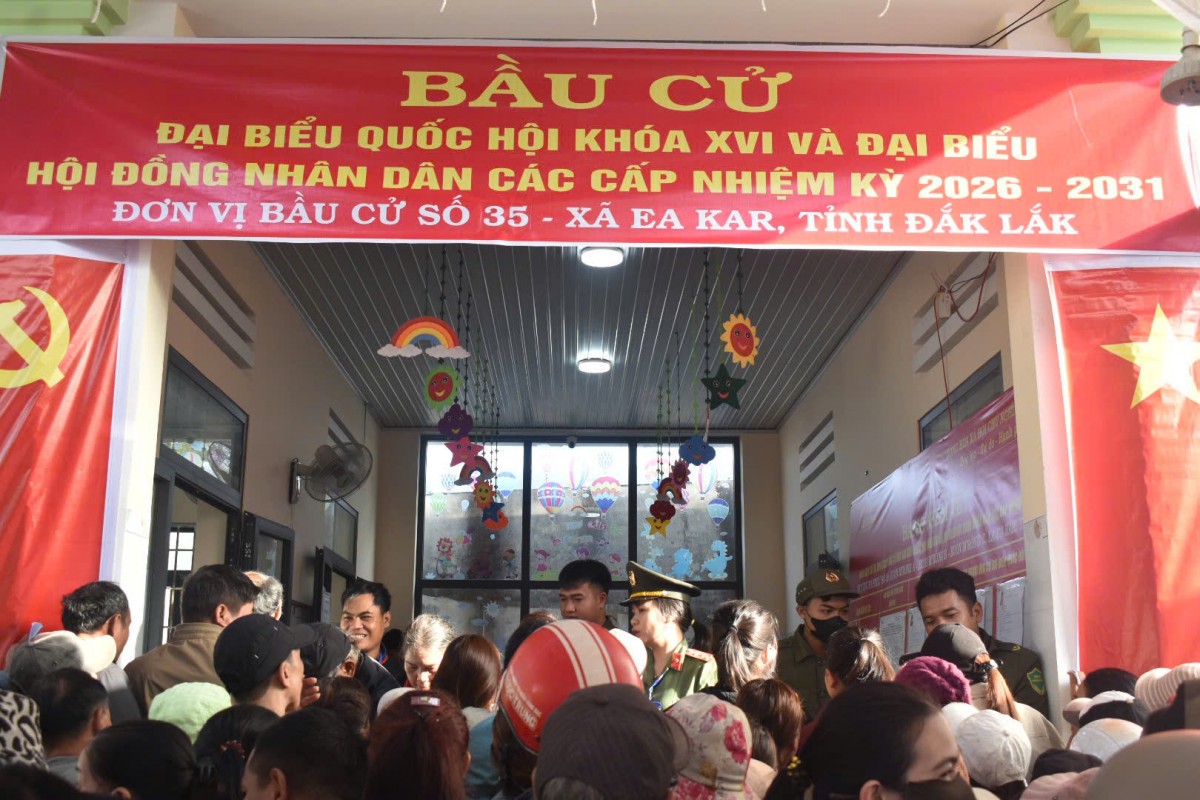 BẦU CỬ
ĐẠI BIỂU QUỐC HỘI KHÓA XVI VÀ ĐẠI BIỂU
HỘI ĐỒNG NHÂN DÂN CÁC CẤP NHIỆM KỲ 2026 - 2031
ĐƠN VỊ BẦU CỬ SỐ 35 - XÃ EA KAR, TỈNH ĐẮK LẮK